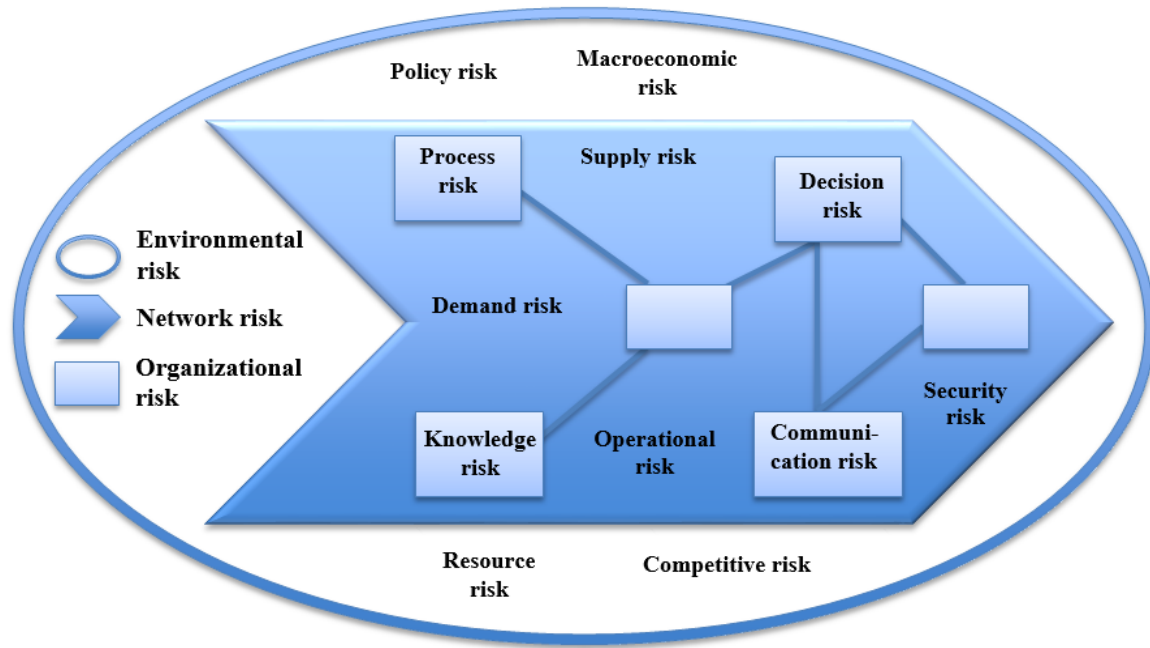 Policy risk
Macroeconomic
risk
Process
risk
Supply risk
Decision
risk
Environmental
risk
Network risk
Organizational
risk
Demand risk
Security
risk
Knowledge
risk
Operational
risk
Communi-
cation risk
Resource
risk
Competitive risk